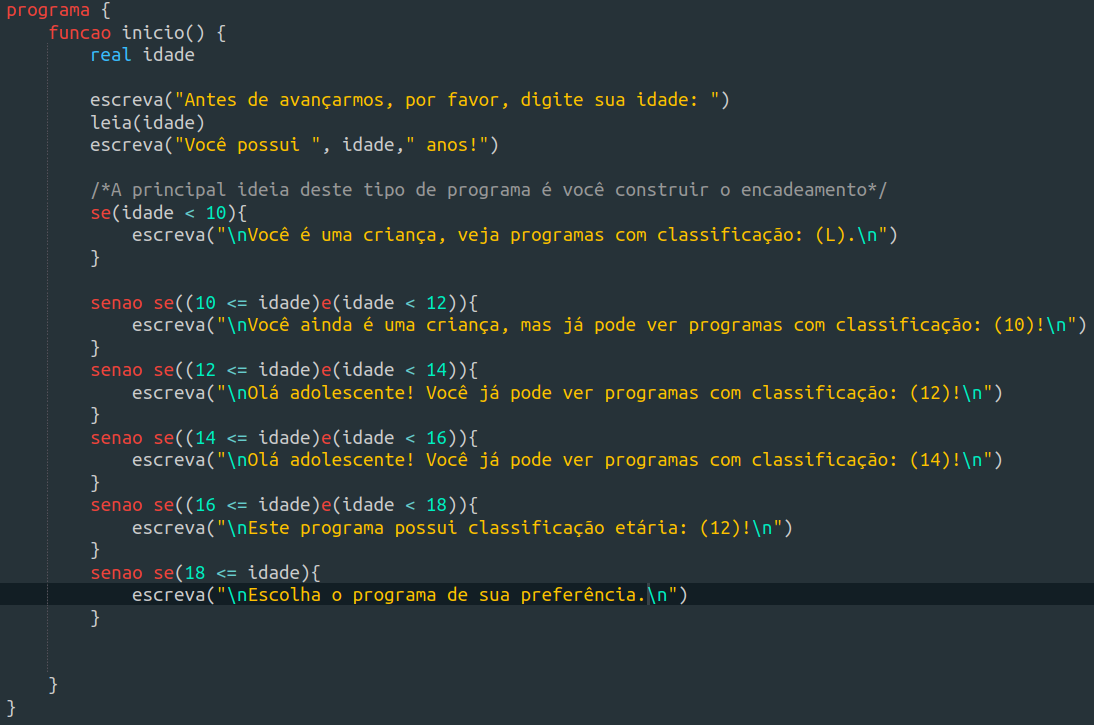 programa {
funcao inicio() {
real idade
escreva("Antes de avançarmos, por favor, digite sua idade: ")
leia(idade)
escreva("Você possui ", idade," anos!")
/*A principal ideia deste tipo de programa é você construir o encadeamento*/
se(idade < 10){
escreva("\nVocê é uma criança, veja programas com classificação: (L).\n")
}
senao se((10 <= idade)e(idade < 12)){
escreva("\nVocê ainda é uma criança, mas já pode ver programas com classificação: (10)!\n")
}
senao se((12 <= idade)e(idade < 14)){
escreva("\nOlá adolescente! Você já pode ver programas com classificação: (12)!\n")
}
senao se((14 <= idade)e(idade < 16)){
escreva("\nOlá adolescente! Você já pode ver programas com classificação: (14)!\n")
}
senao se((16 <= idade)e(idade < 18)){
escreva("\nEste programa possui classificação etária: (12)!\n")
}
senao se(18 <= idade){
escreva("\nEscolha o programa de sua preferência.\n")
}
}
}